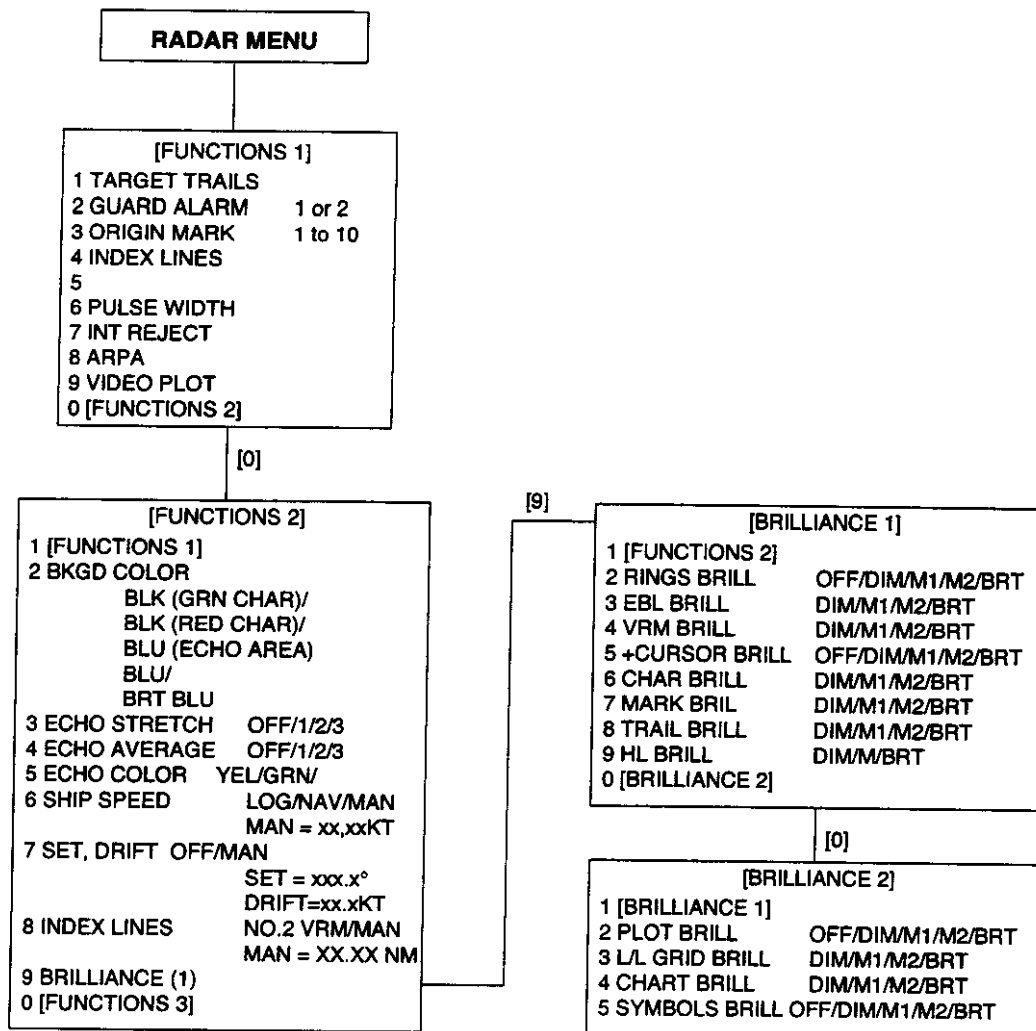 RADAR MENU
[FUNCTIONS 1]
1 TARGET TRAILS
2 GUARD ALARM 1 or 2
3 ORIGIN MARK 1 to 10
4 INDEX LINES
5
6 PULSE WIDTH
7 INT REJECT
8 ARPA
9 VIDEO PLOT
0 [FUNCTIONS 2]
[0]
[FUNCTIONS 2]
1 [FUNCTIONS 1]
2 BKGD COLOR
BLK (GRN CHAR)/
BLK (RED CHAR)/
BLU (ECHO AREA)
BLU/
BRT BLU
3 ECHO STRETCH OFF/1/2/3
4 ECHO AVERAGE OFF/1/2/3
5 ECHO COLOR YEL/GRN/
6 SHIP SPEED LOG/NAV/MAN
MAN = xx,xxKT
7 SET, DRIFT OFF/MAN
SET = xxx.x°
DRIFT=xx.xKT
8 INDEX LINES NO.2 VRM/MAN
MAN = XX.XX NM
9 BRILLIANCE (1)
0 [FUNCTIONS 3]
[9]
[BRILLIANCE 1]
1 [FUNCTIONS 2]
2 RINGS BRILL OFF/DIM/M1/M2/BRT
3 EBL BRILL DIM/M1/M2/BRT
4 VRM BRILL DIM/M1/M2/BRT
5 +CURSOR BRILL OFF/DIM/M1/M2/BRT
6 CHAR BRILL DIM/M1/M2/BRT
7 MARK BRIL DIM/M1/M2/BRT
8 TRAIL BRILL DIM/M1/M2/BRT
9 HL BRILL DIM/M/BRT
0 [BRILLIANCE 2]
[0]
[BRILLIANCE 2]
1 [BRILLIANCE 1]
2 PLOT BRILL OFF/DIM/M1/M2/BRT
3 L/L GRID BRILL DIM/M1/M2/BRT
4 CHART BRILL DIM/M1/M2/BRT
5 SYMBOLS BRILL OFF/DIM/M1/M2/BRT